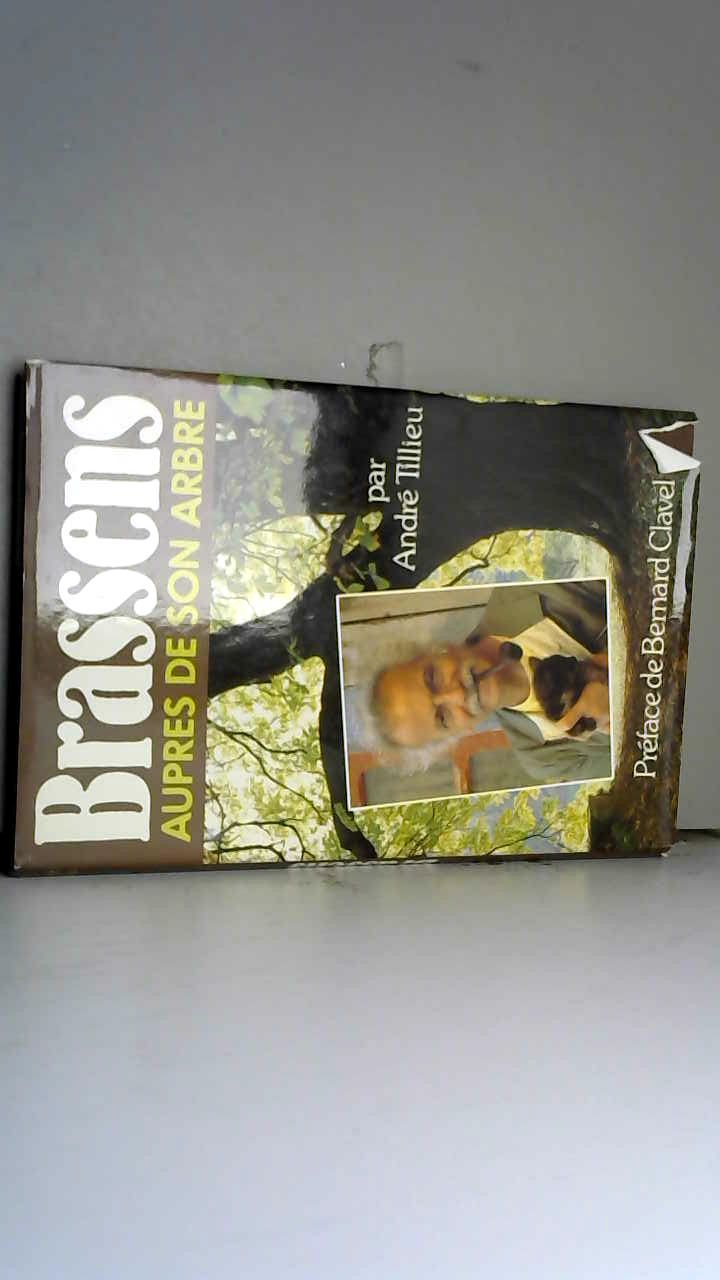 Brassens
AUPRES DE SON ARBRE
par
André Tillieu
Préface de Bernard Clavel